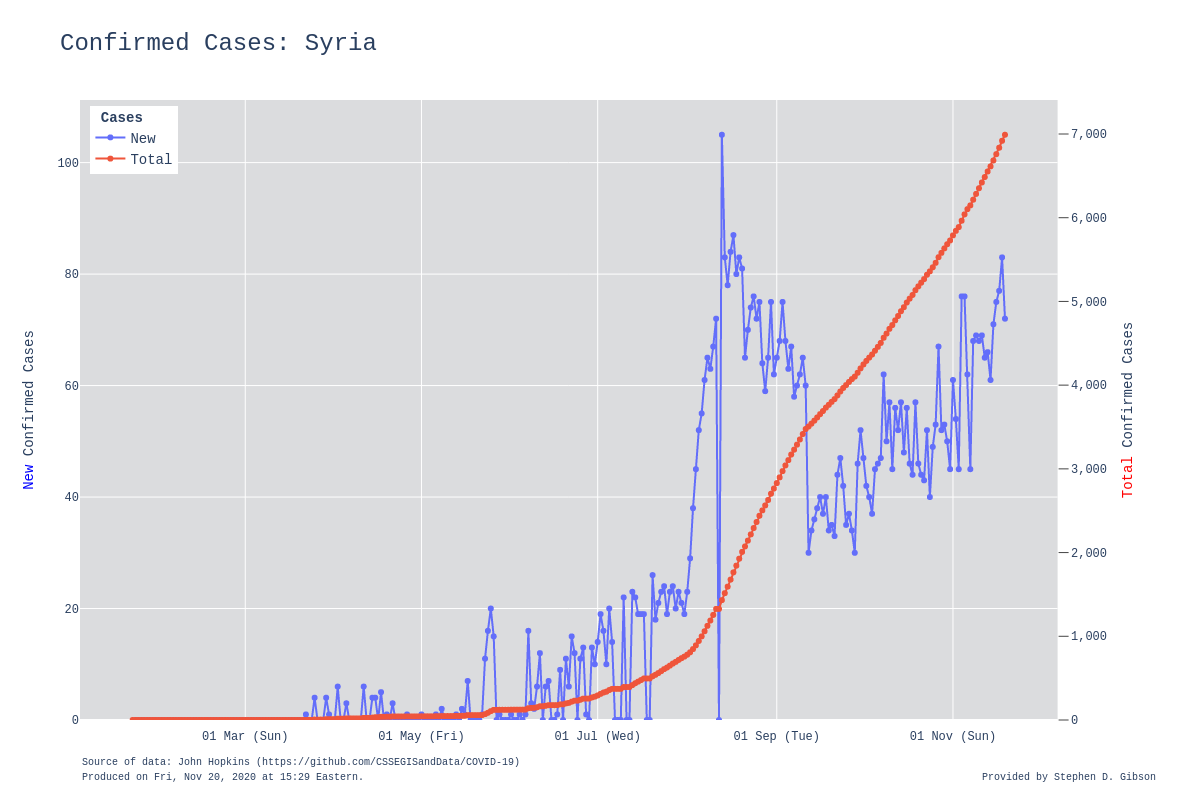 Confirmed Cases: Syria
Cases
New
Total
100
80
60
40
20
0
7,000
6,000
5,000
4,000
3,000
2,000
1,000
0
New Confirmed Cases
Total Confirmed Cases
01 Mar (Sun)
01 May (Fri)
01 Jul (Wed)
01 Sep (Tue)
01 Nov (Sun)
Source of data: John Hopkins (https://github.com/CSSEGISandData/COVID-19)
Produced on Fri, Nov 20, 2020 at 15:29 Eastern.
Provided by Stephen D. Gibson